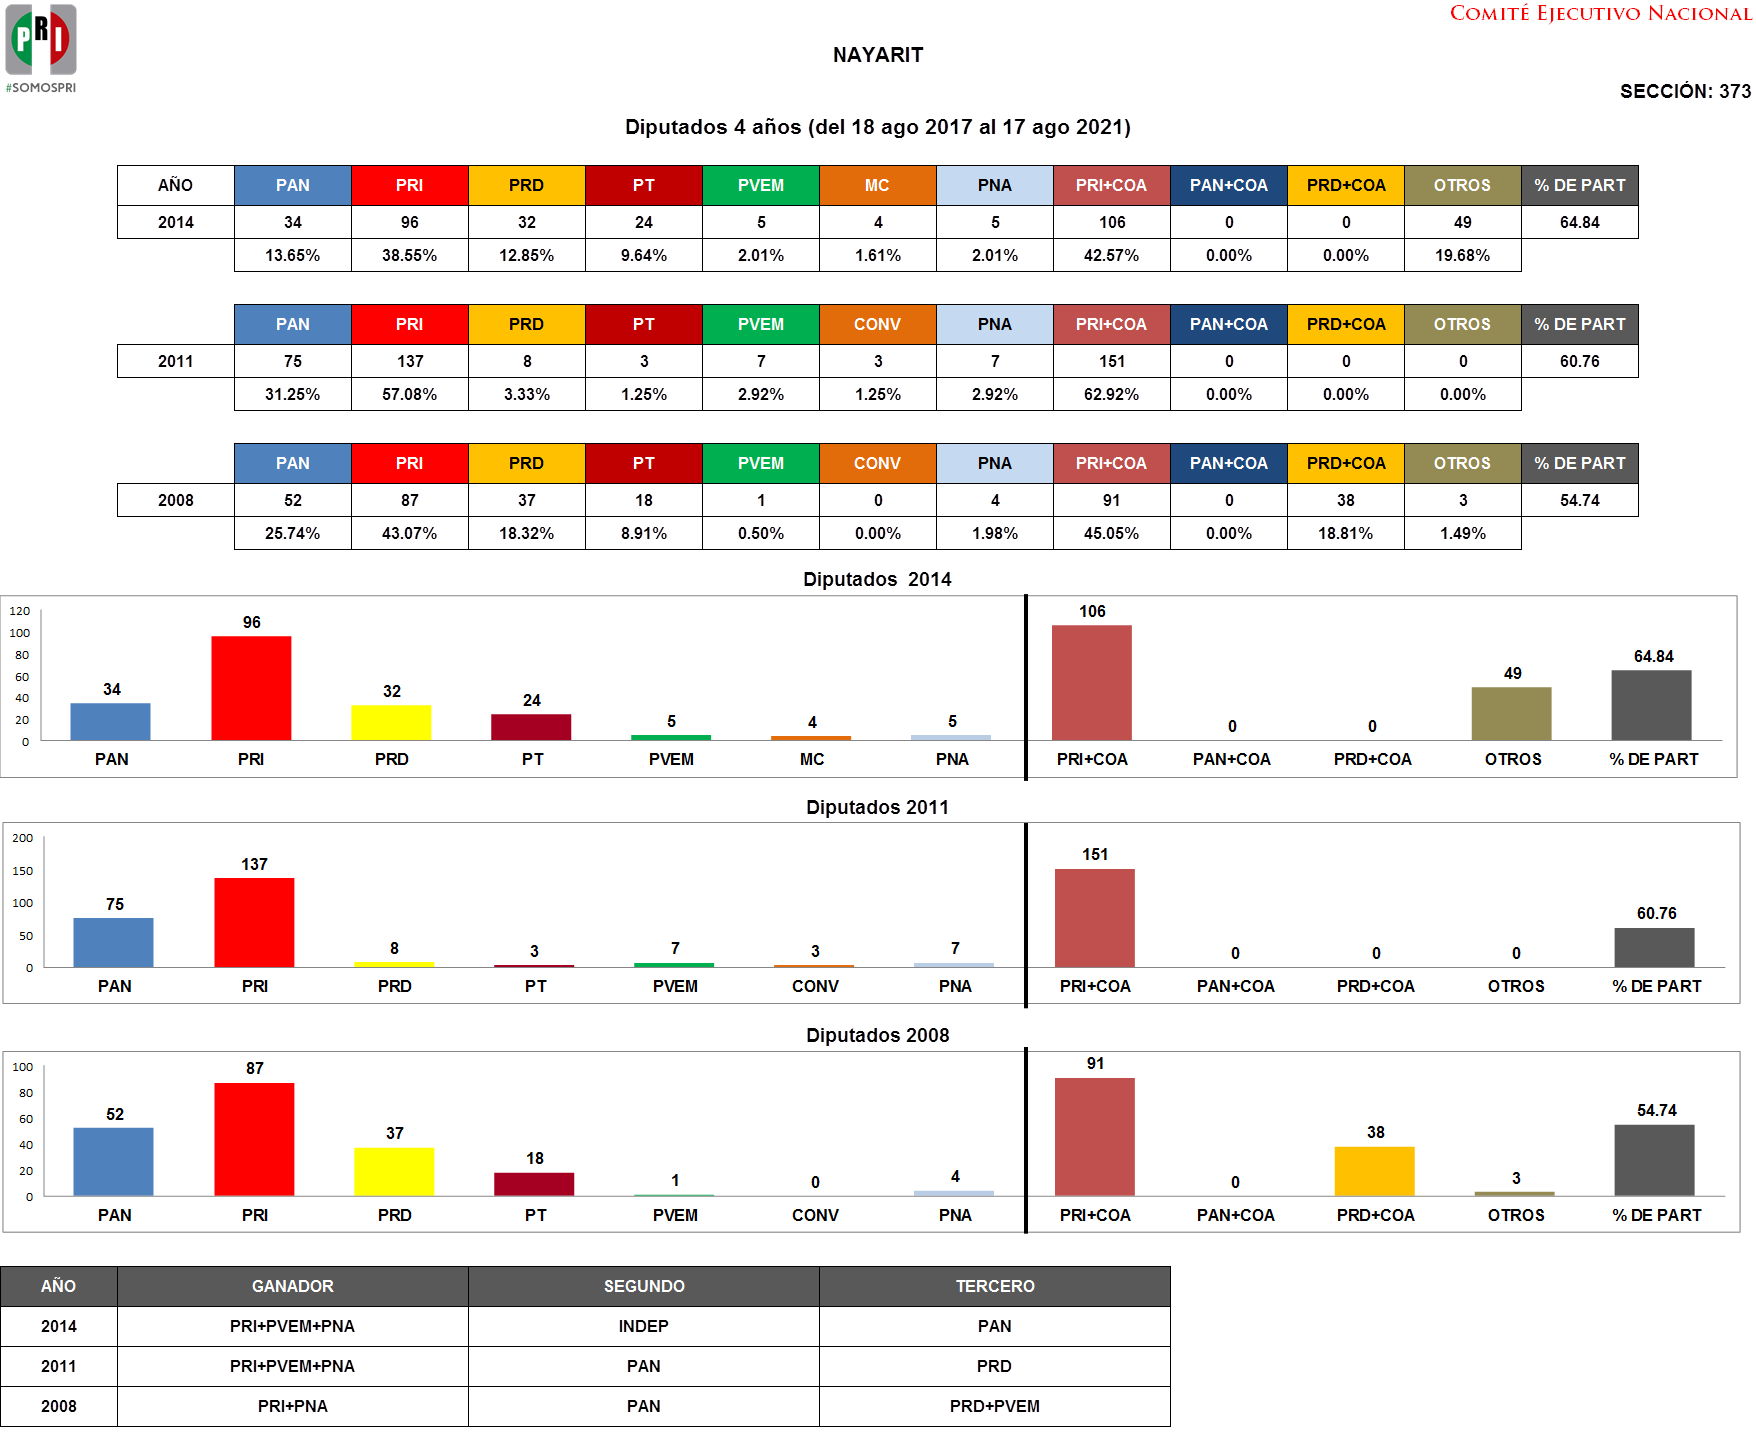 PRI
#SOMOSPRI
COMITÉ EJECUTIVO NACIONAL
NAYARIT
SECCIÓN: 373
Diputados 4 años (del 18 ago 2017 al 17 ago 2021)
AÑO PAN PRI PRD PT PVEM MC PNA PRI+COA PAN+COA PRD+COA OTROS % DE PART
2014 34 96 32 24 5 4 5 106 0 0 49 64.84
13.65% 38.55% 12.85% 9.64% 2.01% 1.61% 2.01% 42.57% 0.00% 0.00% 19.68%
PAN PRI PRD PT PVEM CONV PNA PRI+COA PAN+COA PRD+COA OTROS % DE PART
2011 75 137 8 3 7 3 7 151 0 0 0 60.76
31.25% 57.08% 3.33% 1.25% 2.92% 1.25% 2.92% 62.92% 0.00% 0.00% 0.00%
PAN PRI PRD PT PVEM CONV PNA PRI+COA PAN+COA PRD+COA OTROS % DE PART
2008 52 87 37 18 1 0 4 91 0 38 3 54.74
25.74% 43.07% 18.32% 8.91% 0.50% 0.00% 1.98% 45.05% 0.00% 18.81% 1.49%
Diputados 2014
120
100
80
60
40
20
0
34 96 32 24 5 4 5 106 0 0 49 64.84
PAN PRI PRD PT PVEM MC PNA PRI+COA PAN+COA PRD+COA OTROS % DE PART
Diputados 2011
200
150
100
50
0
75 137 8 3 7 3 7 151 0 0 0 60.76
PAN PRI PRD PT PVEM CONV PNA PRI+COA PAN+COA PRD+COA OTROS % DE PART
Diputados 2008
100
80
60
40
20
0
52 87 37 18 1 0 4 91 0 38 3 54.74
PAN PRI PRD PT PVEM CONV PNA PRI+COA PAN+COA PRD+COA OTROS % DE PART
AÑO GANADOR SEGUNDO TERCERO
2014 PRI+PVEM+PNA INDEP PAN
2011 PRI+PVEM+PNA PAN PRD
2008 PRI+PNA PAN PRD+PVEM